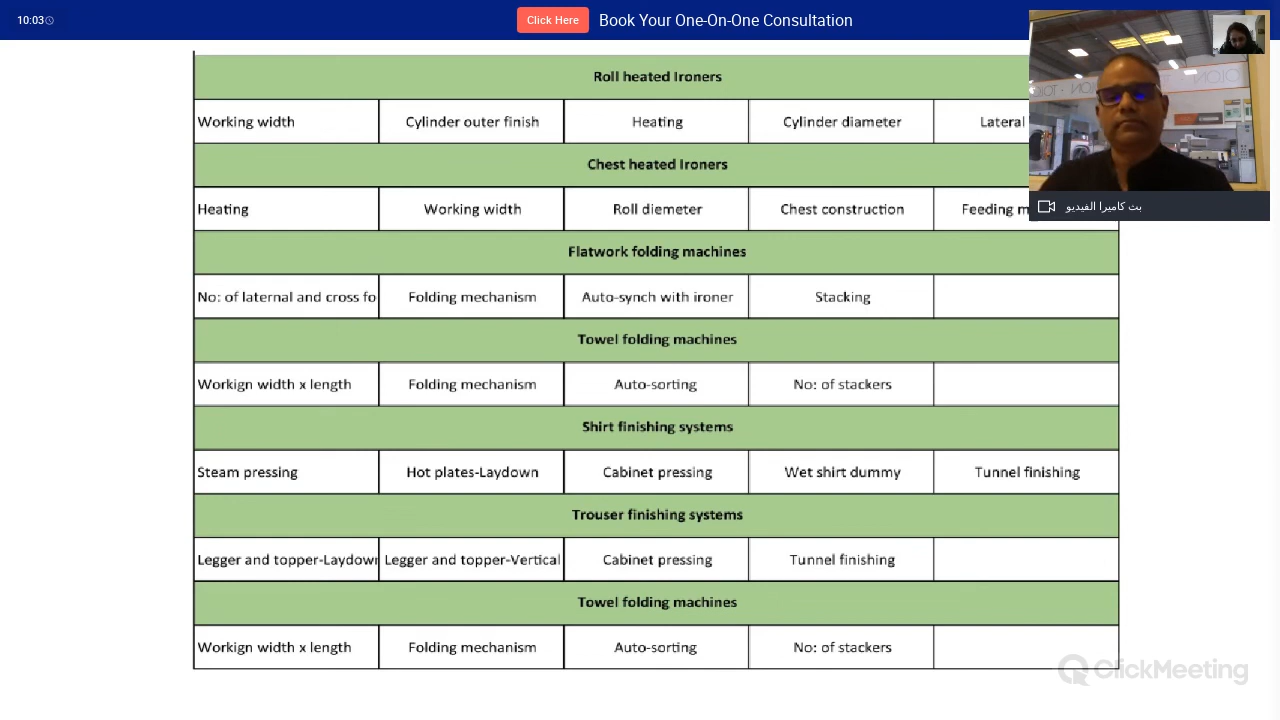 10:03
Click Here Book Your One-On-One Consultation
Roll heated Ironers
Working width Cylinder outer finish Heating Cylinder diameter Lateral
Chest heated Ironers
Heating Working width Roll diemeter Chest construction Feeding
بث كاميرا الفيديو
Flatwork folding machines
No: of laternal and cross fo Folding mechanism Auto-synch with ironer Stacking
Towel folding machines
Workign width x length Folding mechanism Auto-sorting No: of stackers
Shirt finishing systems
Steam pressing Hot plates-Laydown Cabinet pressing Wet shirt dummy Tunnel finishing
Trouser finishing systems
Legger and topper-Laydown Legger and topper-Vertical Cabinet pressing Tunnel finishing
Towel folding machines
Workign width x length Folding mechanism Auto-sorting No: of stackers
ClickMeeting